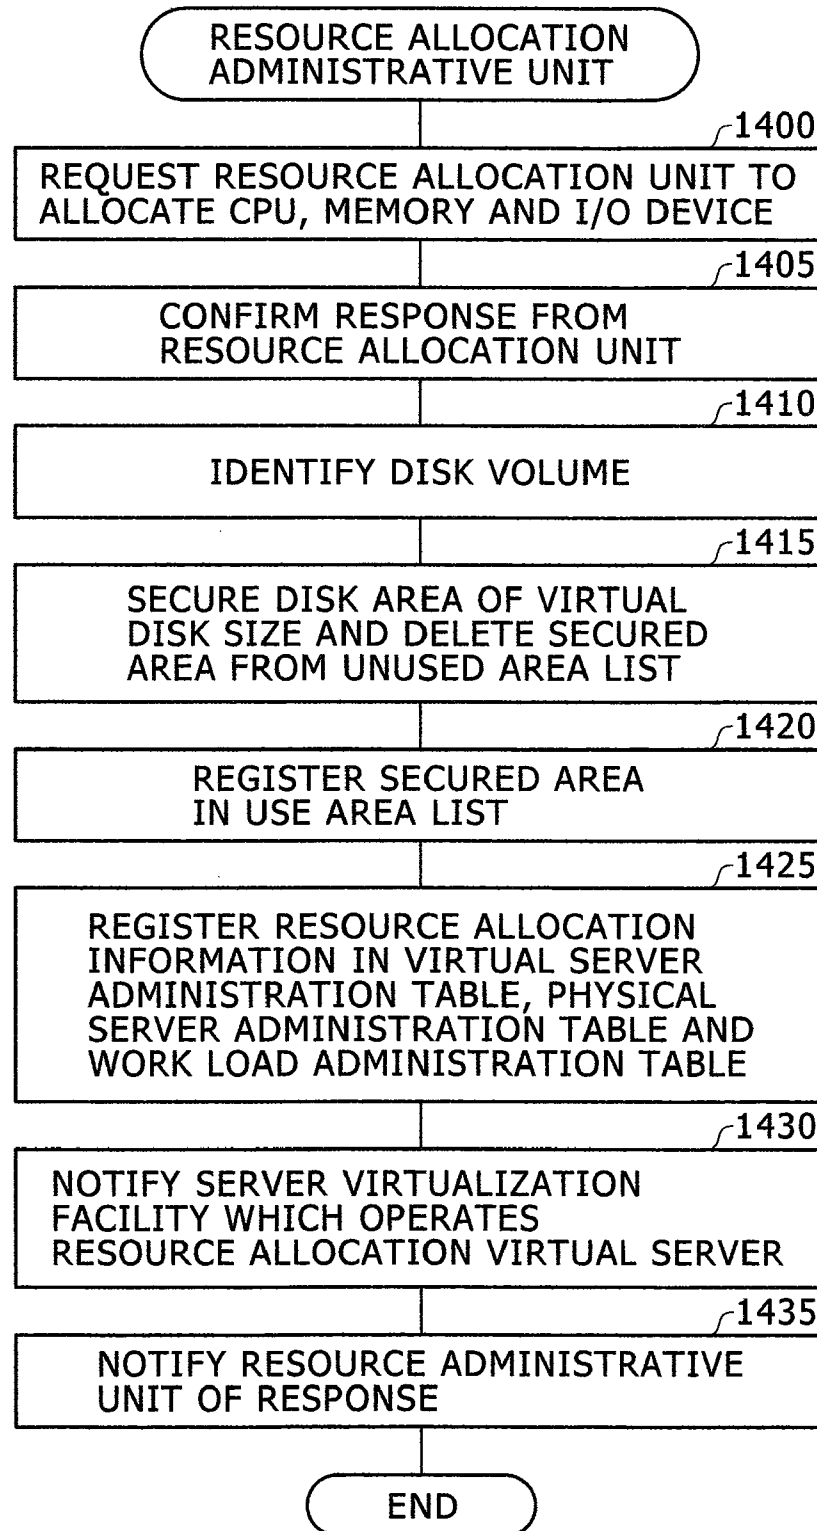 RESOURCE ALLOCATION
ADMINISTRATIVE UNIT
1400
REQUEST RESOURCE ALLOCATION UNIT TO
ALLOCATE CPU, MEMORY AND I/O DEVICE
1405
CONFIRM RESPONSE FROM
RESOURCE ALLOCATION UNIT
1410
IDENTIFY DISK VOLUME
1415
SECURE DISK AREA OF VIRTUAL
DISK SIZE AND DELETE SECURED
AREA FROM UNUSED AREA LIST
1420
REGISTER SECURED AREA
IN USE AREA LIST
1425
REGISTER RESOURCE ALLOCATION
INFORMATION IN VIRTUAL SERVER
ADMINISTRATION TABLE, PHYSICAL
SERVER ADMINISTRATION TABLE AND
WORK LOAD ADMINISTRATION TABLE
1430
NOTIFY SERVER VIRTUALIZATION
FACILITY WHICH OPERATES
RESOURCE ALLOCATION VIRTUAL SERVER
1435
NOTIFY RESOURCE ADMINISTRATIVE
UNIT OF RESPONSE
END